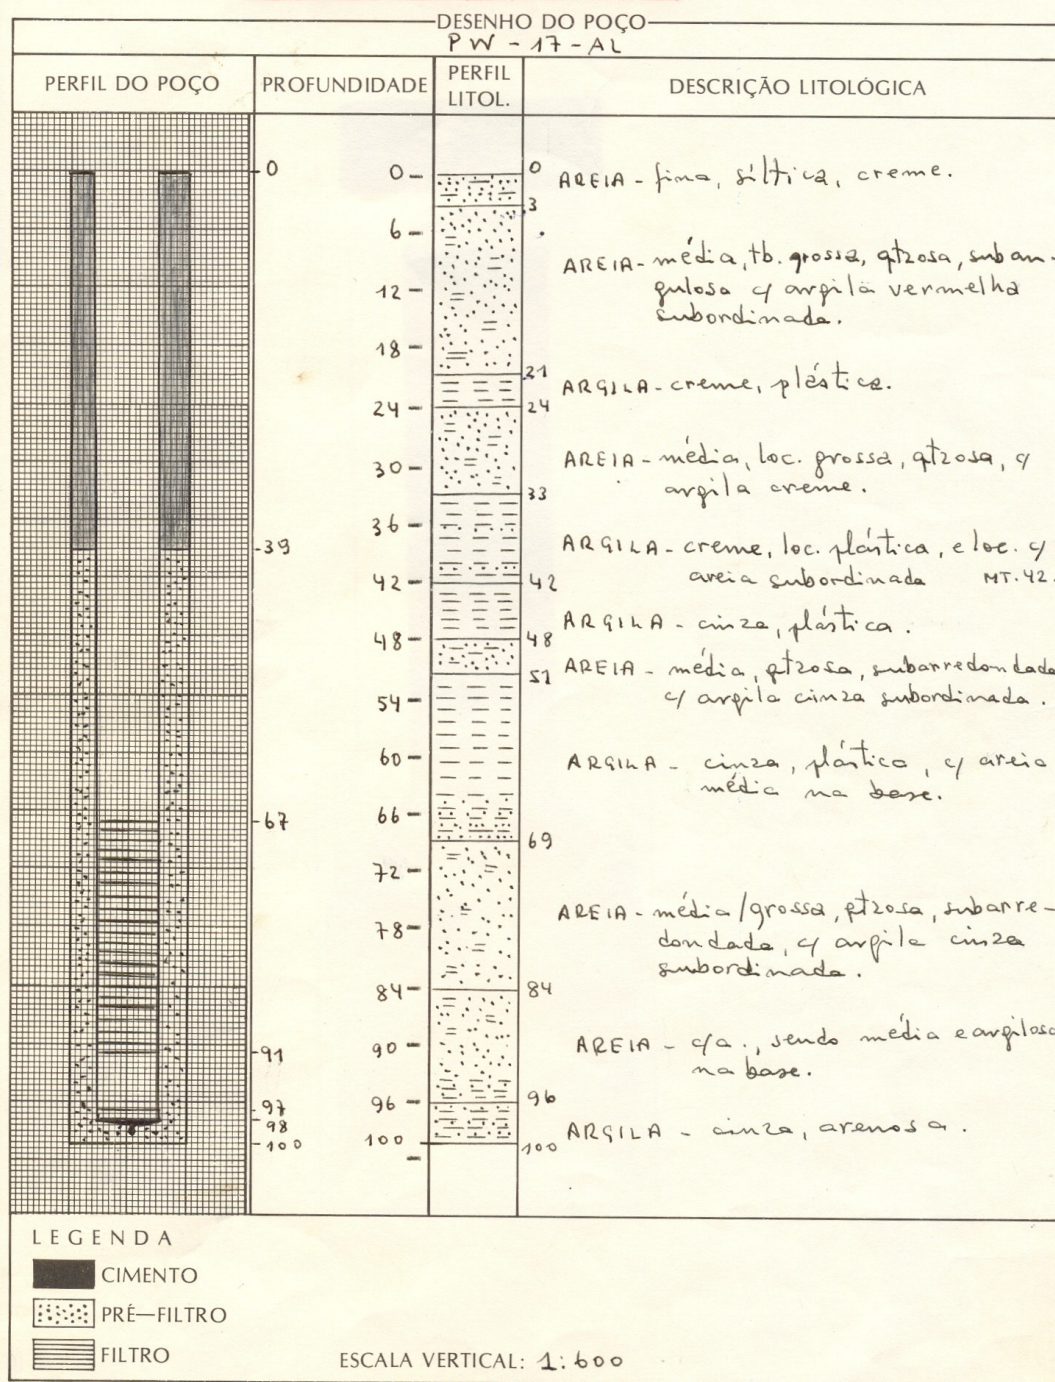 DESENHO DO POÇO
PW-17-AL
PERFIL DO POÇO
PROFUNDIDADE
PERFIL
LITOL.
DESCRIÇÃO LITOLÓGICA
0
0
0
AREIA - fina, síltica, creme.
3
6
AREIA - média, tb. grossa, qtzosa, suban-
gulosa c/ argila vermelha
subordinada.
12
18
21
ARGILA - creme, plástica.
24
24
AREIA - média, loc. grossa, qtzosa, c/
argila creme.
30
33
36
39
ARGILA - creme, loc. plástica, e loc. c/
areia subordinada MT. 42.
42
42
ARGILA - cinza, plástica.
48
48
AREIA - média, qtzosa, subarredondada
c/ argila cinza subordinada.
51
54
60
ARGILA - cinza, plástica, c/ areia
média na base.
66
67
69
72
AREIA - média/grossa, qtzosa, subarre-
dondada, c/ argila cinza
subordinada.
78
84
84
90
91
AREIA - c/a., sendo média e argilosa
na base.
96
96
97
98
100
100
100
ARGILA - cinza, arenosa.
LEGENDA
CIMENTO
PRÉ-FILTRO
FILTRO
ESCALA VERTICAL: 1:600